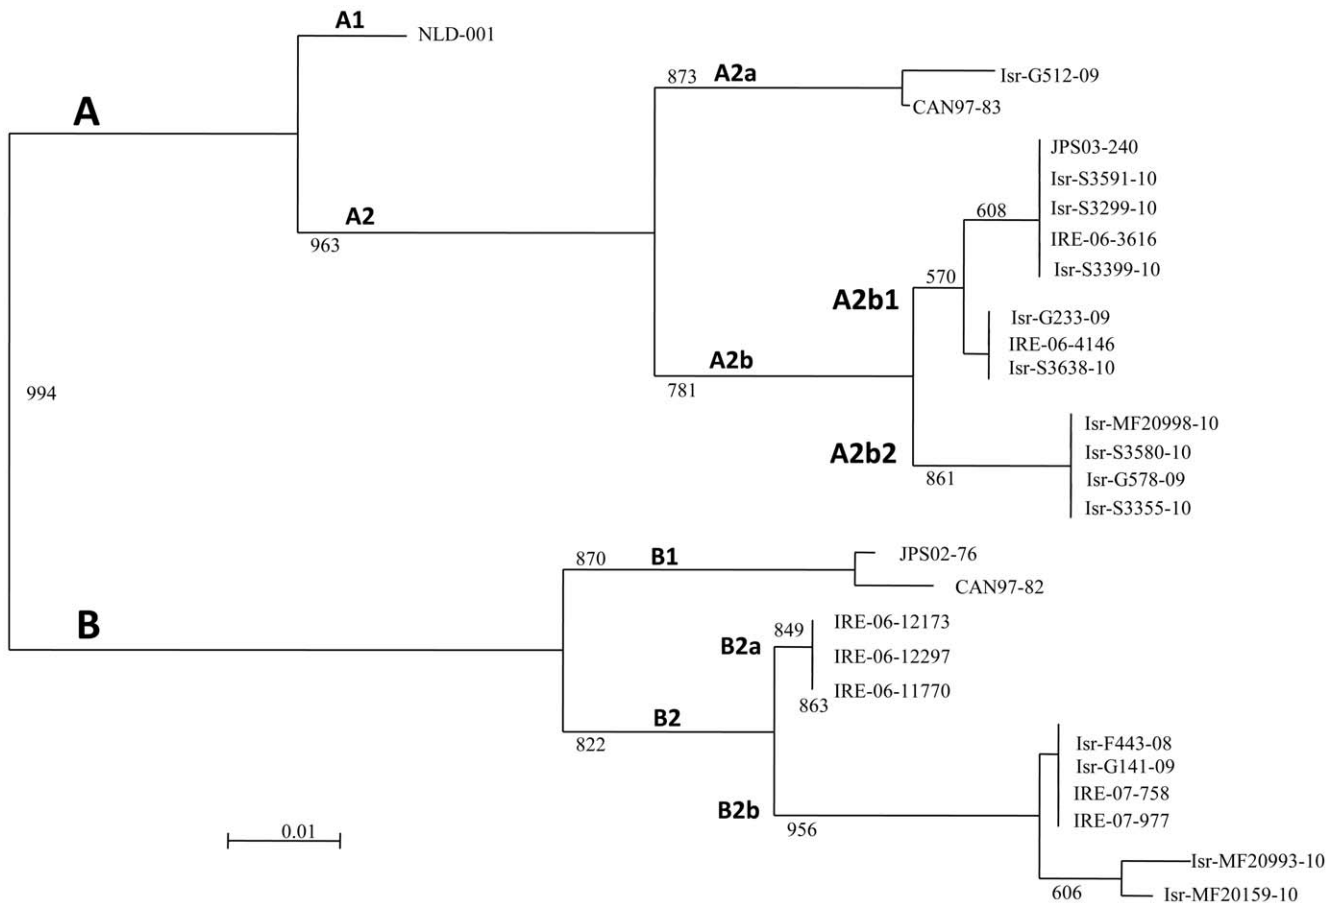 A1
NLD-001
A
873
A2a
Isr-G512-09
CAN97-83
JPS03-240
Isr-S3591-10
608
Isr-S3299-10
A2
963
IRE-06-3616
Isr-S3399-10
570
A2b1
Isr-G233-09
IRE-06-4146
Isr-S3638-10
A2b
781
994
Isr-MF20998-10
A2b2
Isr-S3580-10
861
Isr-G578-09
Isr-S3355-10
870
B1
JPS02-76
CAN97-82
B
849
IRE-06-12173
B2a
IRE-06-12297
IRE-06-11770
863
B2
822
Isr-F443-08
Isr-G141-09
IRE-07-758
IRE-07-977
B2b
956
0.01
Isr-MF20993-10
606
Isr-MF20159-10